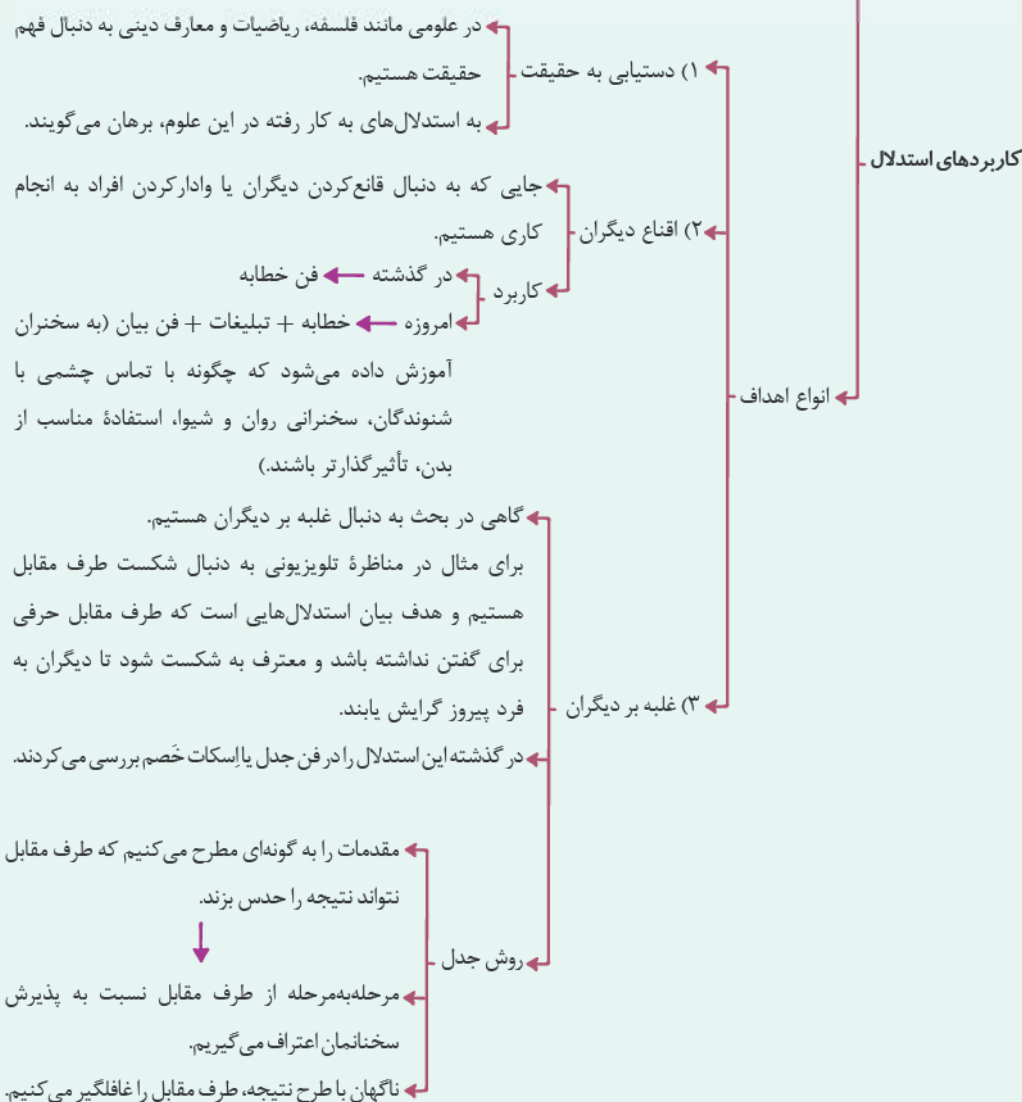 کاربردهای استدلال
انواع اهداف
۱) دستیابی به حقیقت
در علومی مانند فلسفه، ریاضیات و معارف دینی به دنبال فهم
حقیقت هستیم.
به استدلال‌های به کار رفته در این علوم، برهان می‌گویند.
۲) اقناع دیگران
جایی که به دنبال قانع‌کردن دیگران یا وادارکردن افراد به انجام
کاری هستیم.
کاربرد
در گذشته ← فن خطابه
امروزه ← خطابه + تبلیغات + فن بیان (به سخنران
آموزش داده می‌شود که چگونه با تماس چشمی با
شنوندگان، سخنرانی روان و شیوا، استفادهٔ مناسب از
بدن، تأثیرگذارتر باشند.)
۳) غلبه بر دیگران
گاهی در بحث به دنبال غلبه بر دیگران هستیم.
برای مثال در مناظرهٔ تلویزیونی به دنبال شکست طرف مقابل
هستیم و هدف بیان استدلال‌هایی است که طرف مقابل حرفی
برای گفتن نداشته باشد و معترف به شکست شود تا دیگران به
فرد پیروز گرایش یابند.
در گذشته این استدلال را در فن جدل یا اِسکات خَصم بررسی می‌کردند.
روش جدل
مقدمات را به گونه‌ای مطرح می‌کنیم که طرف مقابل
نتواند نتیجه را حدس بزند.
مرحله‌به‌مرحله از طرف مقابل نسبت به پذیرش
سخنانمان اعتراف می‌گیریم.
ناگهان با طرح نتیجه، طرف مقابل را غافلگیر می‌کنیم.